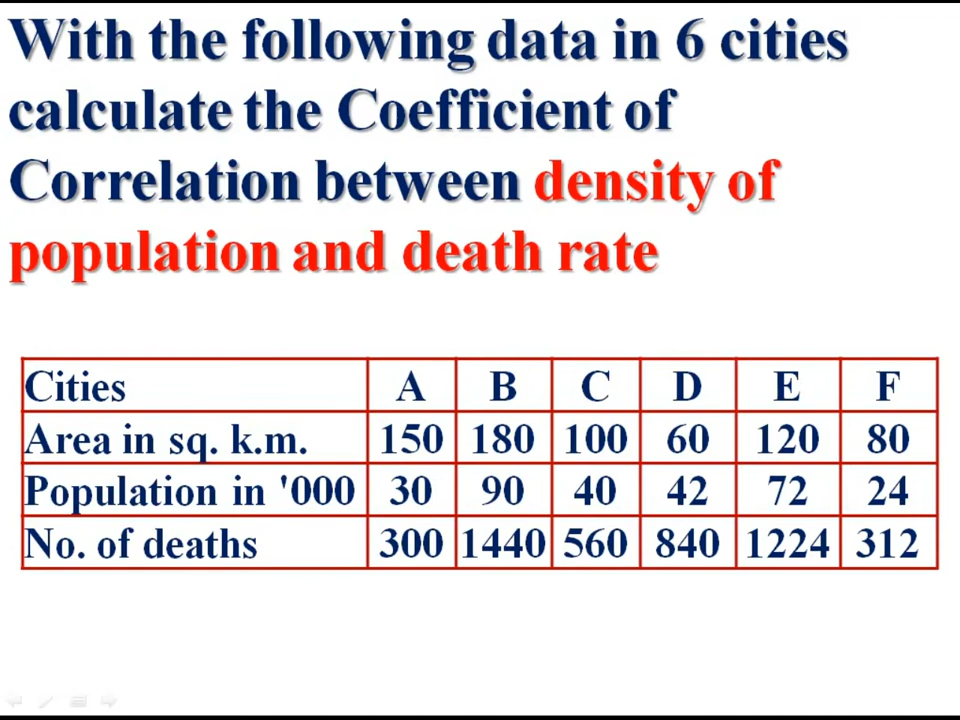 With the following data in 6 cities
calculate the Coefficient of
Correlation between density of
population and death rate
Cities A B C D E F
Area in sq. k.m. 150 180 100 60 120 80
Population in '000 30 90 40 42 72 24
No. of deaths 300 1440 560 840 1224 312